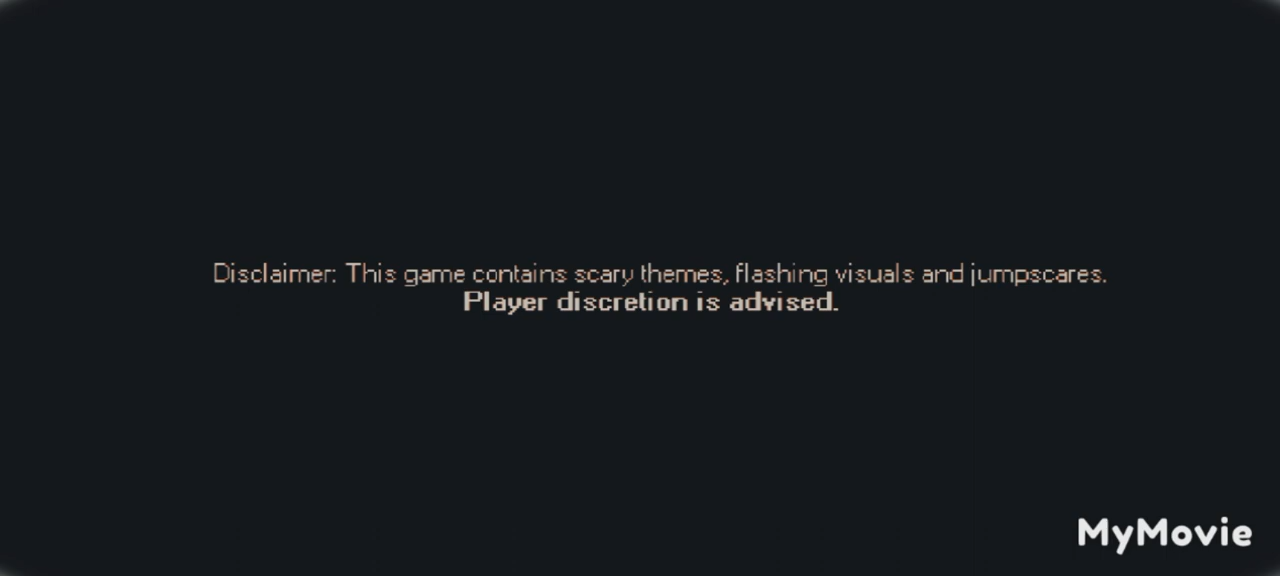 Disclaimer: This game contains scary themes, flashing visuals and jumpscares.
Player discretion is advised.
MyMovie